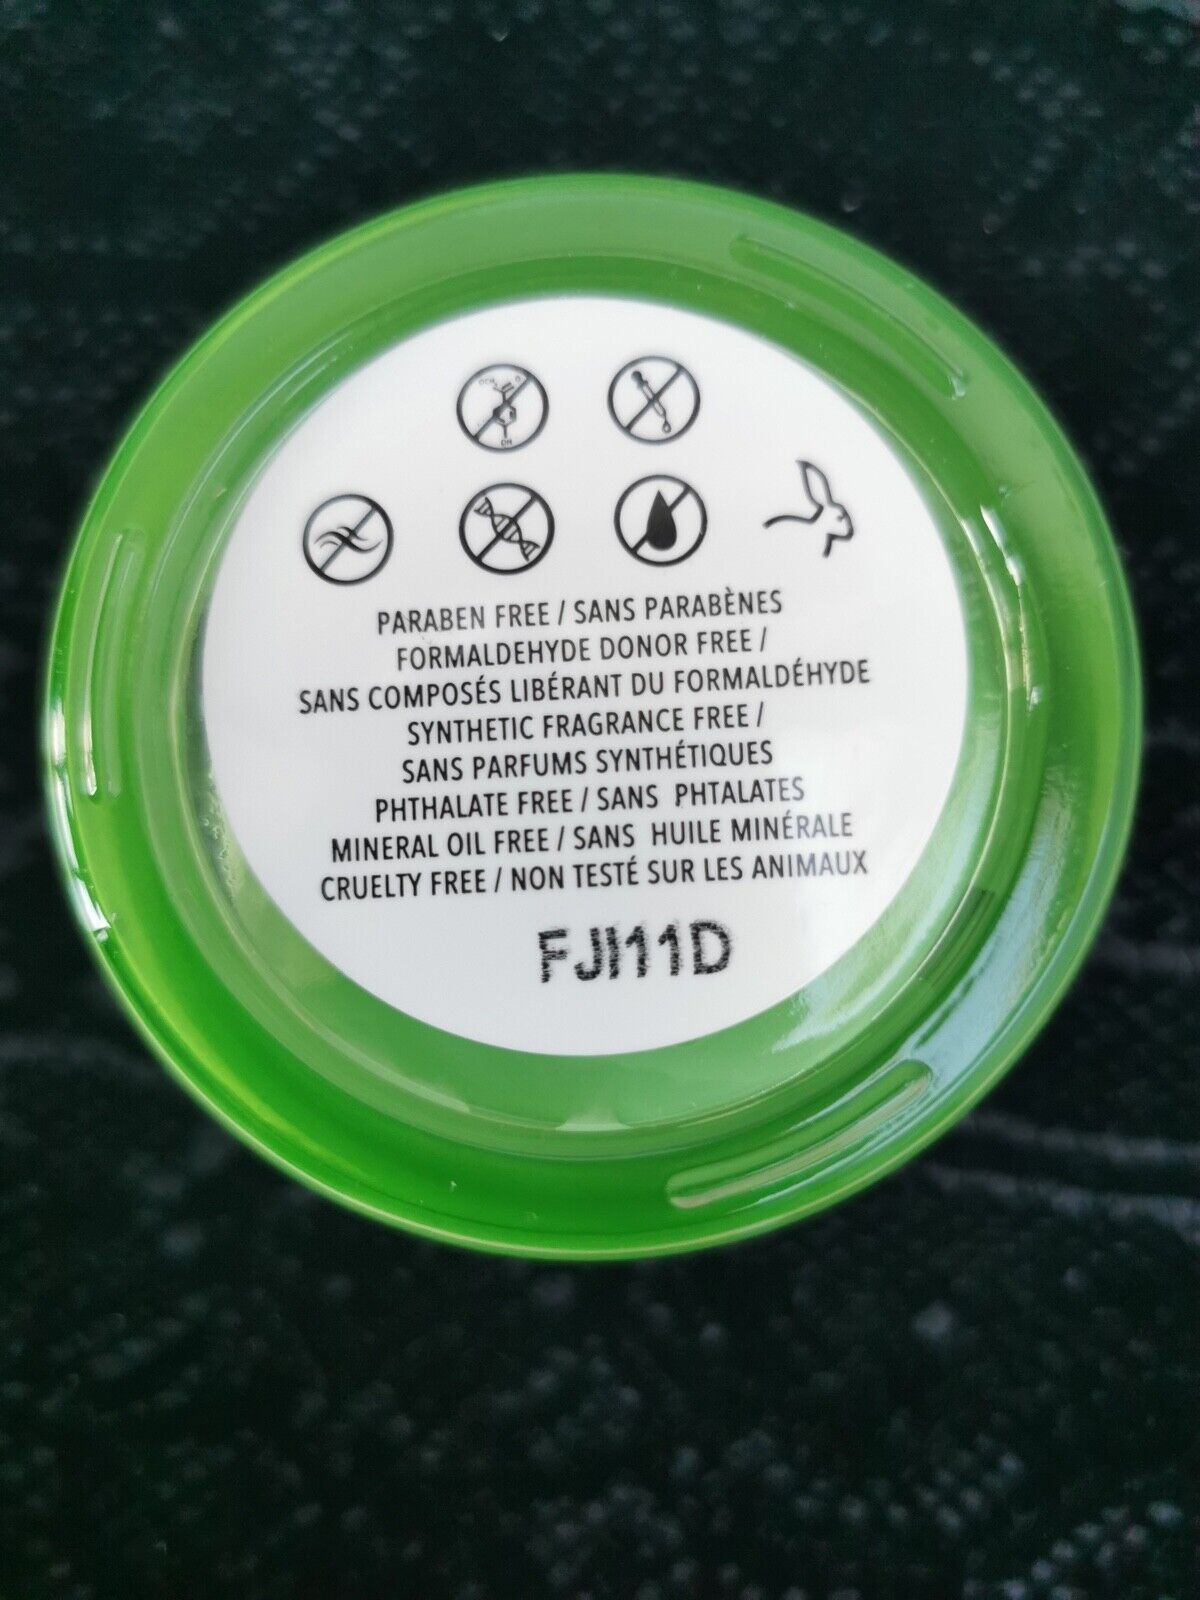 PARABEN FREE / SANS PARABÈNES
FORMALDEHYDE DONOR FREE /
SANS COMPOSÉS LIBÉRANT DU FORMALDÉHYDE
SYNTHETIC FRAGRANCE FREE /
SANS PARFUMS SYNTHÉTIQUES
PHTHALATE FREE / SANS PHTALATES
MINERAL OIL FREE / SANS HUILE MINÉRALE
CRUELTY FREE / NON TESTÉ SUR LES ANIMAUX
FJI11D